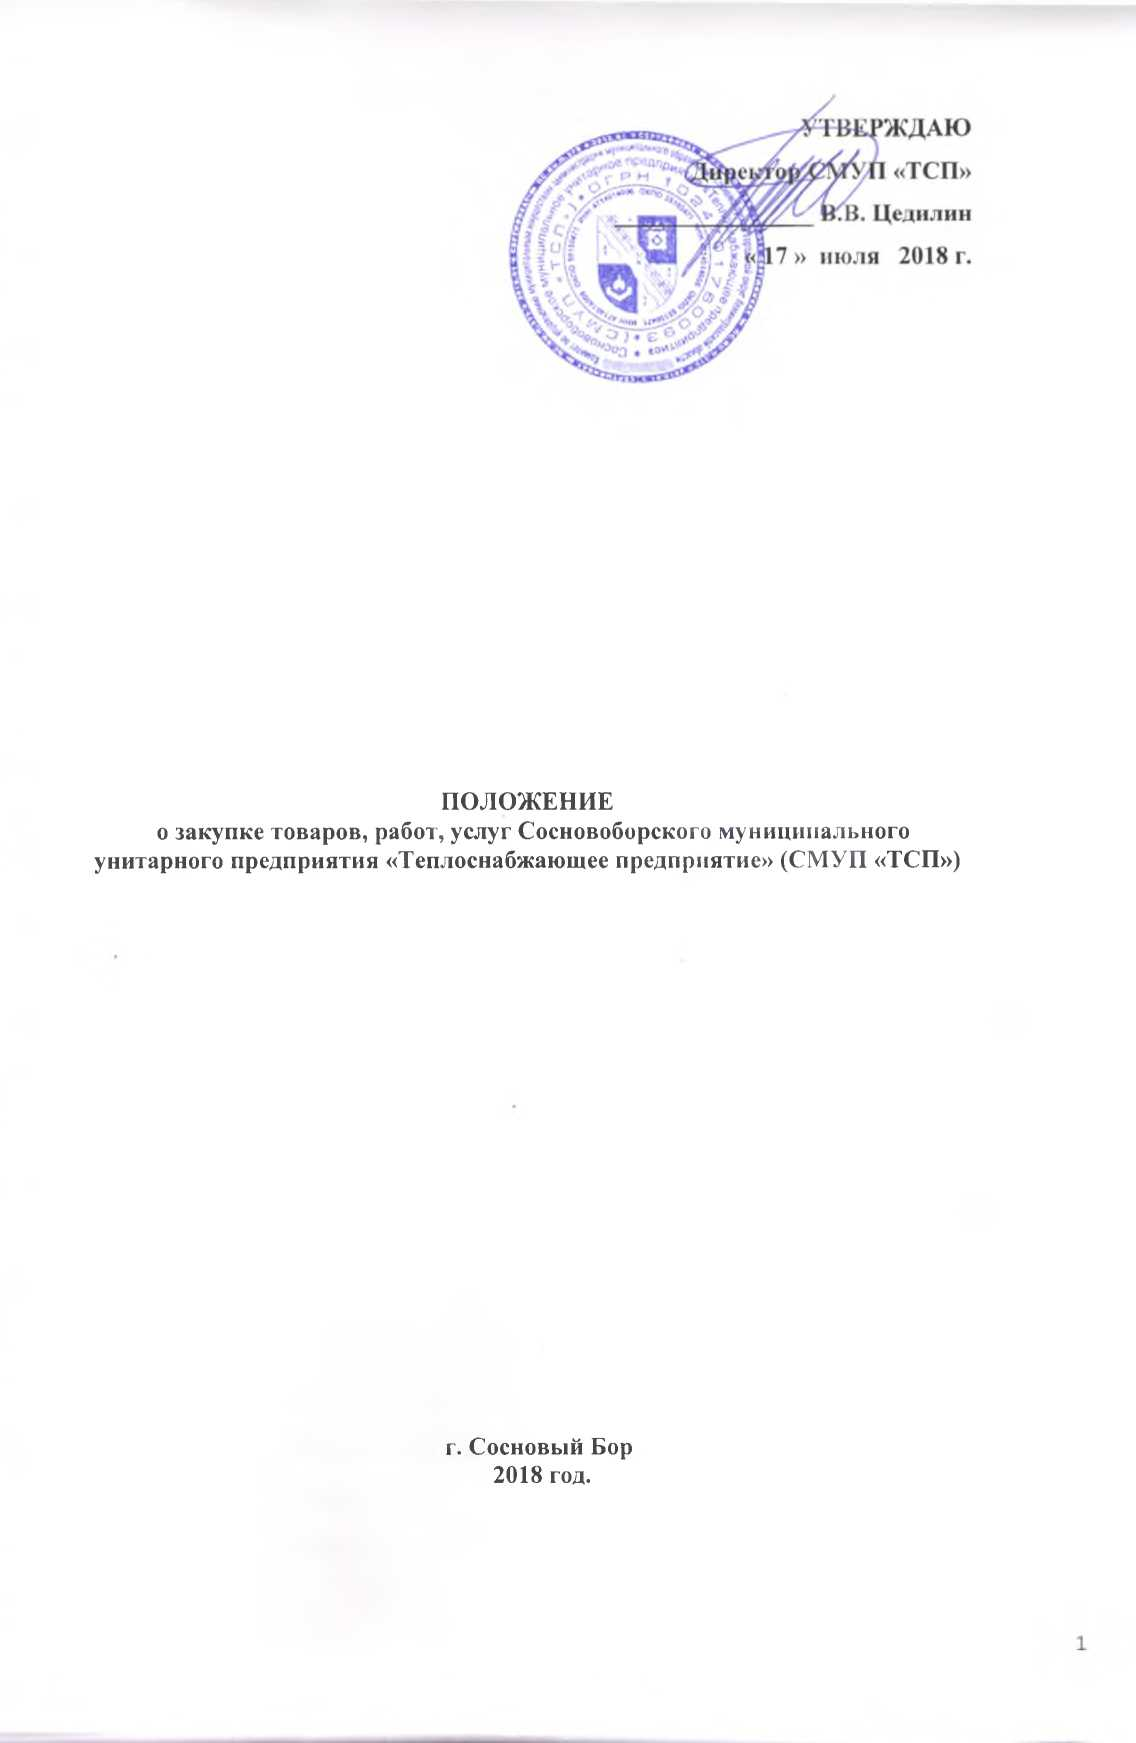 УТВЕРЖДАЮ
Директор СМУП «ТСП»
В.В. Цедилин
« 17 » июля 2018 г.
ПОЛОЖЕНИЕ
о закупке товаров, работ, услуг Сосновоборского муниципального
унитарного предприятия «Теплоснабжающее предприятие» (СМУП «ТСП»)
г. Сосновый Бор
2018 год.
1